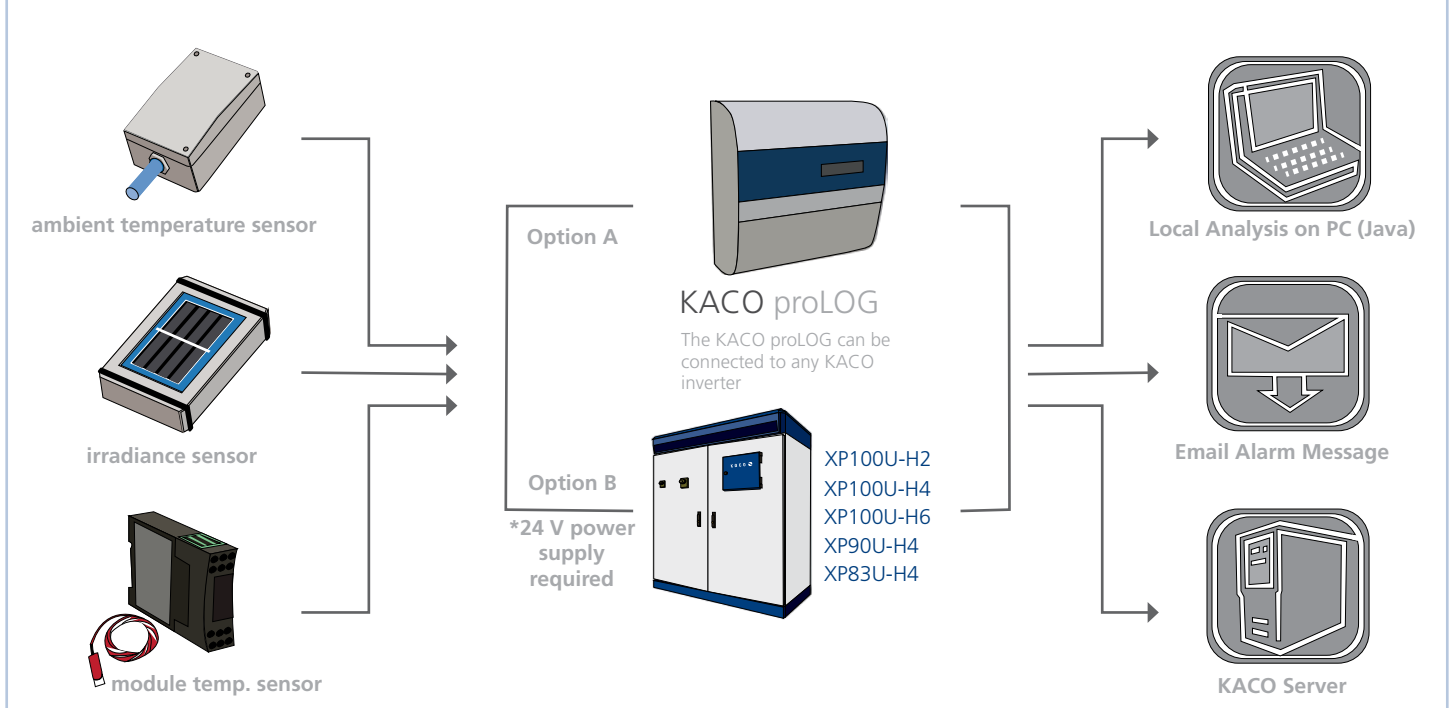 ambient temperature sensor
irradiance sensor
module temp. sensor
Option A
KACO proLOG
The KACO proLOG can be
connected to any KACO
inverter
Option B
*24 V power
supply
required
KACO
XP100U-H2
XP100U-H4
XP100U-H6
XP90U-H4
XP83U-H4
Local Analysis on PC (Java)
Email Alarm Message
KACO Server